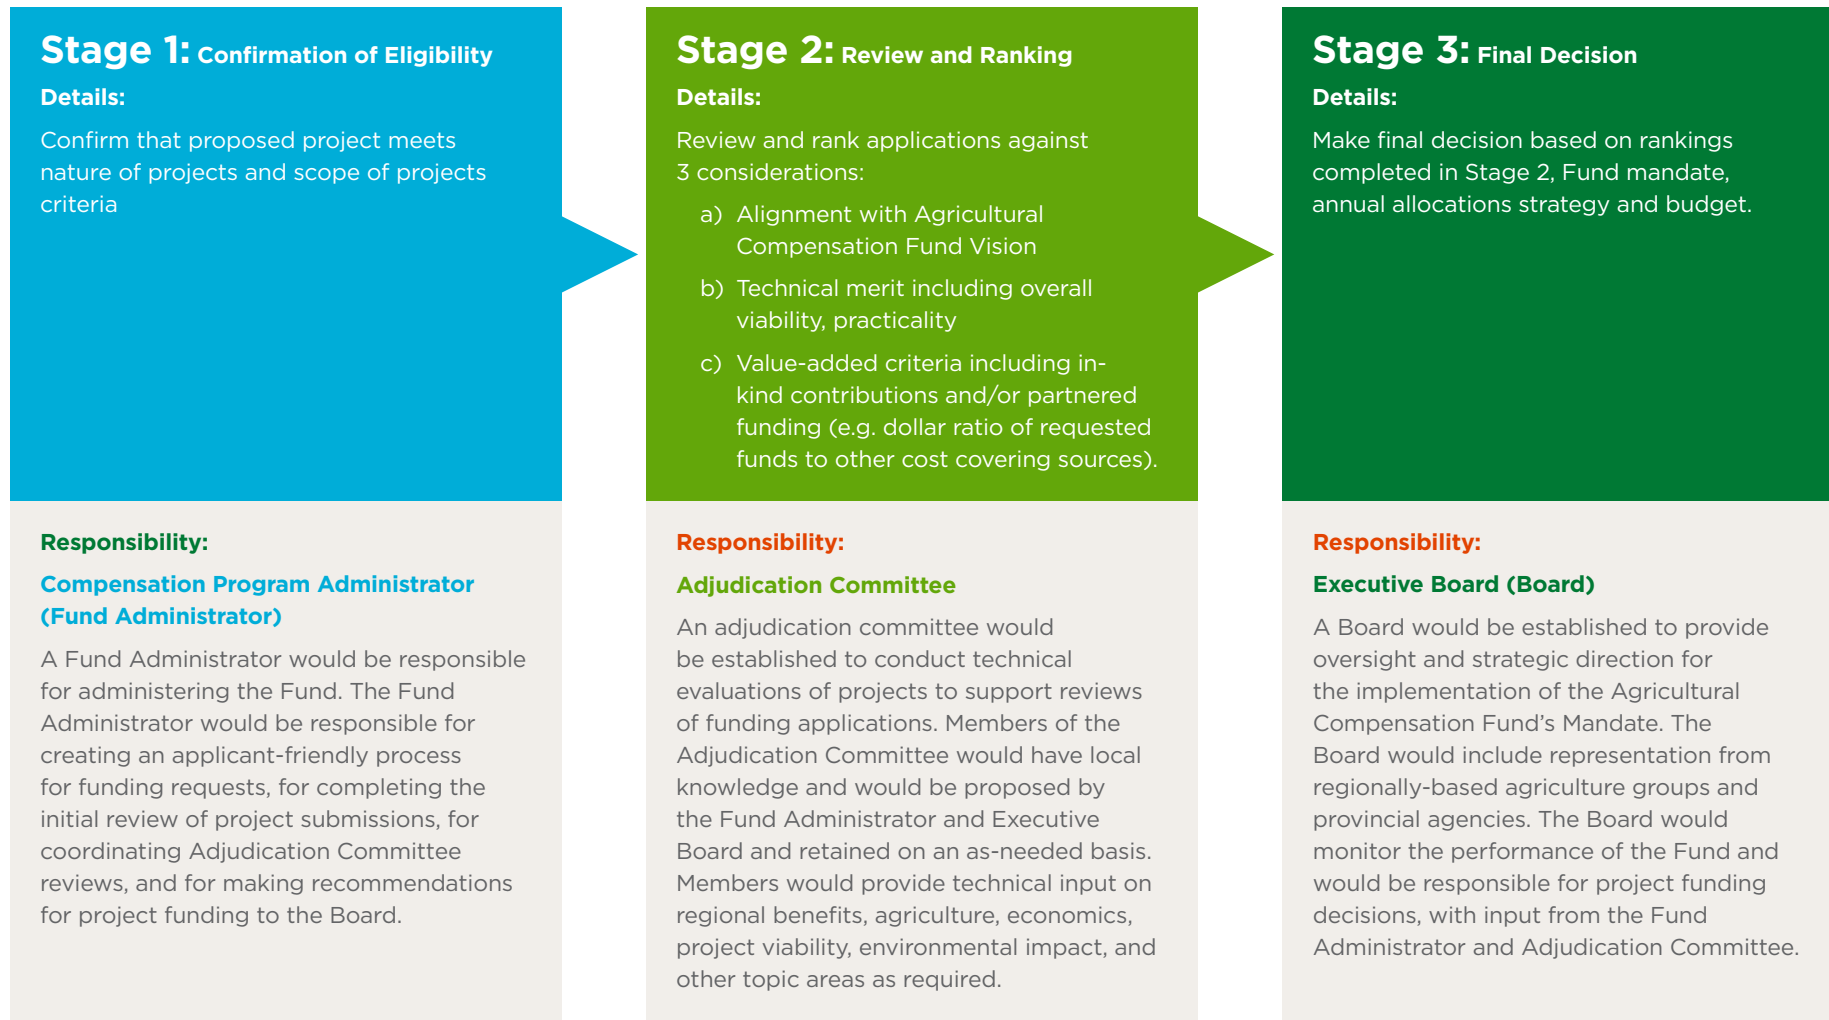 Stage 1: Confirmation of Eligibility
Details:
Confirm that proposed project meets
nature of projects and scope of projects
criteria
Responsibility:
Compensation Program Administrator
(Fund Administrator)
A Fund Administrator would be responsible
for administering the Fund. The Fund
Administrator would be responsible for
creating an applicant-friendly process
for funding requests, for completing the
initial review of project submissions, for
coordinating Adjudication Committee
reviews, and for making recommendations
for project funding to the Board.
Stage 2: Review and Ranking
Details:
Review and rank applications against
3 considerations:
a) Alignment with Agricultural
Compensation Fund Vision
b) Technical merit including overall
viability, practicality
c) Value-added criteria including in-
kind contributions and/or partnered
funding (e.g. dollar ratio of requested
funds to other cost covering sources).
Responsibility:
Adjudication Committee
An adjudication committee would
be established to conduct technical
evaluations of projects to support reviews
of funding applications. Members of the
Adjudication Committee would have local
knowledge and would be proposed by
the Fund Administrator and Executive
Board and retained on an as-needed basis.
Members would provide technical input on
regional benefits, agriculture, economics,
project viability, environmental impact, and
other topic areas as required.
Stage 3: Final Decision
Details:
Make final decision based on rankings
completed in Stage 2, Fund mandate,
annual allocations strategy and budget.
Responsibility:
Executive Board (Board)
A Board would be established to provide
oversight and strategic direction for
the implementation of the Agricultural
Compensation Fund’s Mandate. The
Board would include representation from
regionally-based agriculture groups and
provincial agencies. The Board would
monitor the performance of the Fund and
would be responsible for project funding
decisions, with input from the Fund
Administrator and Adjudication Committee.